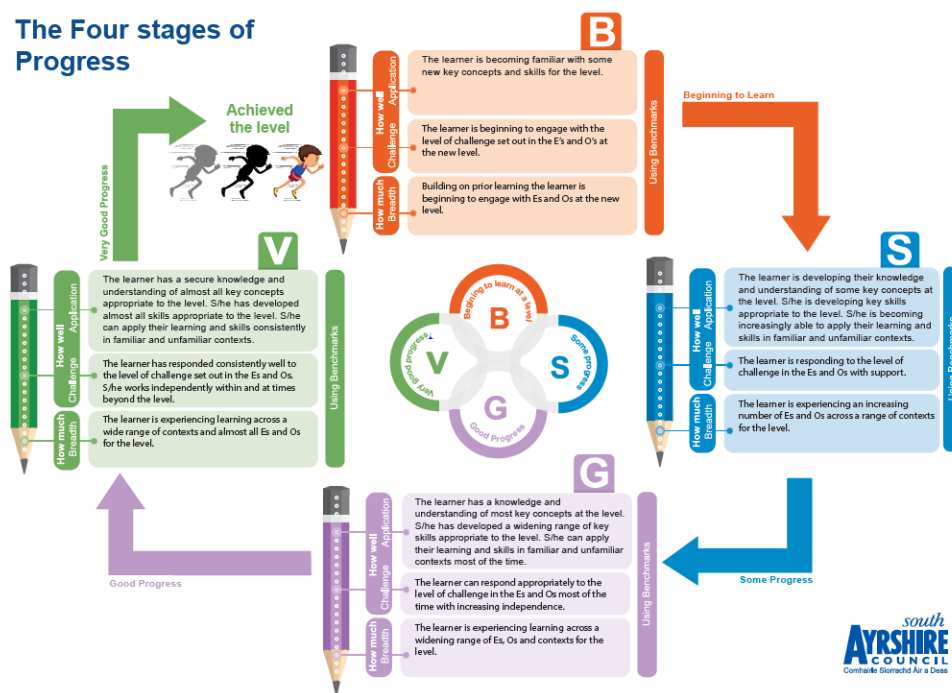 The Four stages of
Progress
B
The learner is becoming familiar with some
new key concepts and skills for the level.
The learner is beginning to engage with the
level of challenge set out in the E's and O's at
the new level.
Building on prior learning the learner is
beginning to engage with Es and Os at the new
level.
How well
Application
Challenge
How much
Breadth
Using Benchmarks
Beginning to Learn
Achieved
the level
Very Good Progress
V
The learner has a secure knowledge and
understanding of almost all key concepts
appropriate to the level. S/he has developed
almost all skills appropriate to the level. S/he
can apply their learning and skills consistently
in familiar and unfamiliar contexts.
The learner has responded consistently well to
the level of challenge set out in the Es and Os.
S/he works independently within and at times
beyond the level.
The learner is experiencing learning across a
wide range of contexts and almost all Es and Os
for the level.
How well
Application
Challenge
How much
Breadth
Using Benchmarks
Begining to learn at a level
B
Very good progress
V
Some progress
S
G
Good Progress
S
The learner is developing their knowledge
and understanding of some key concepts at
the level. S/he is developing key skills
appropriate to the level. S/he is becoming
increasingly able to apply their learning and
skills in familiar and unfamiliar contexts.
The learner is responding to the level of
challenge in the Es and Os with support.
The learner is experiencing an increasing
number of Es and Os across a range of contexts
for the level.
How well
Application
Challenge
How much
Breadth
Using Benchmarks
G
The learner has a knowledge and
understanding of most key concepts at the level.
S/he has developed a widening range of key
skills appropriate to the level. S/he can apply
their learning and skills in familiar and unfamiliar
contexts most of the time.
The learner can respond appropriately to the
level of challenge in the Es and Os most of the
time with increasing independence.
The learner is experiencing learning across a
widening range of Es, Os and contexts for the
level.
How well
Application
Challenge
How much
Breadth
Using Benchmarks
Good Progress
Some Progress
south
AYRSHIRE
COUNCIL
Comhairle Siorrachd Àir a Deas